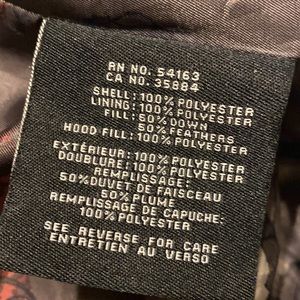 RN NO. 54163
CA NO. 35884
SHELL: 100% POLYESTER
LINING: 100% POLYESTER
FILL: 50% DOWN
50% FEATHERS
HOOD FILL: 100% POLYESTER
EXTÉRIEUR: 100% POLYESTER
DOUBLURE: 100% POLYESTER
REMPLISSAGE:
50% DUVET DE FAISCEAU
50% PLUME
REMPLISSAGE DE CAPUCHE:
100% POLYESTER
SEE REVERSE FOR CARE
ENTRETIEN AU VERSO